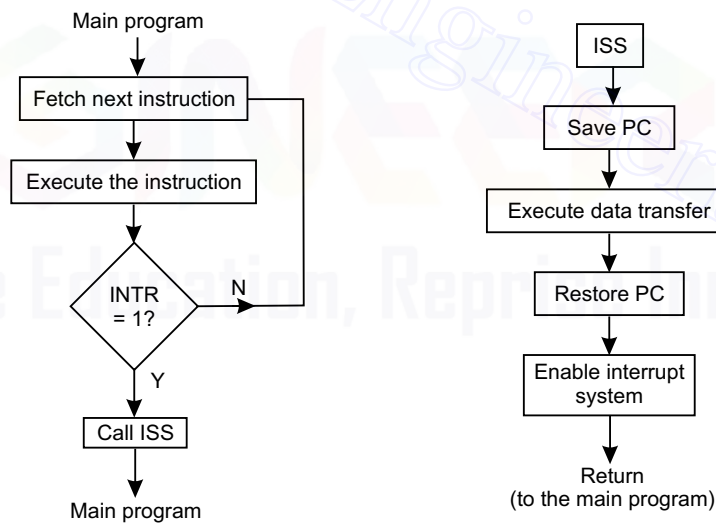 Main program
Fetch next instruction
Execute the instruction
INTR
= 1?
N
Y
Call ISS
Main program
ISS
Save PC
Execute data transfer
Restore PC
Enable interrupt
system
Return
(to the main program)